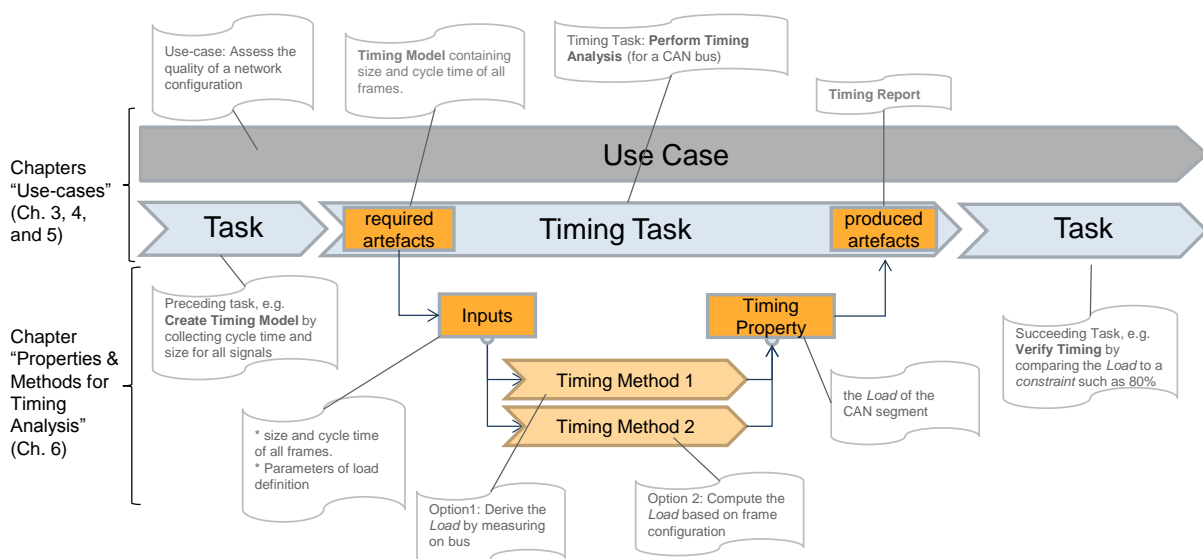 Use-case: Assess the
quality of a network
configuration
Timing Model containing
size and cycle time of all
frames.
Timing Task: Perform Timing
Analysis (for a CAN bus)
Timing Report
Chapters
“Use-cases”
(Ch. 3, 4,
and 5)
Use Case
Task
required
artefacts
Timing Task
produced
artefacts
Task
Preceding task, e.g.
Create Timing Model by
collecting cycle time and
size for all signals
Inputs
Timing
Property
Succeeding Task, e.g.
Verify Timing by
comparing the Load to a
constraint such as 80%
Chapter
“Properties &
Methods for
Timing
Analysis”
(Ch. 6)
Timing Method 1
Timing Method 2
the Load of the
CAN segment
* size and cycle time
of all frames.
* Parameters of load
definition
Option1: Derive the
Load by measuring
on bus
Option 2: Compute the
Load based on frame
configuration